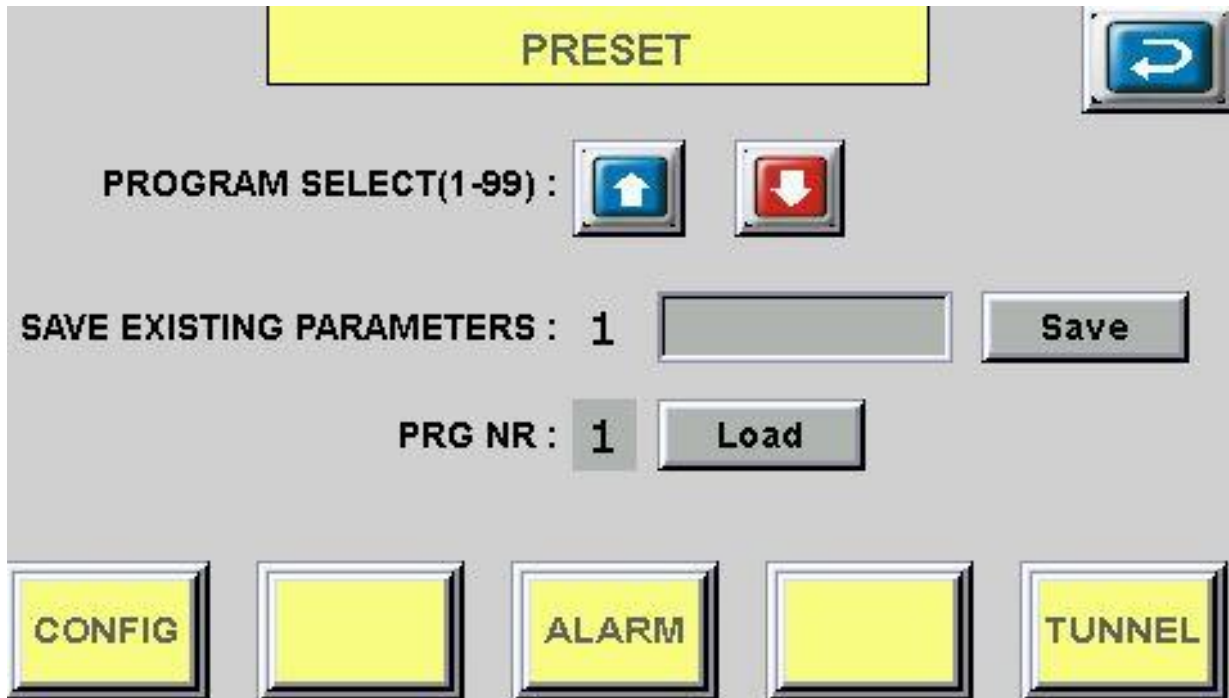 PRESET
PROGRAM SELECT(1-99) :
SAVE EXISTING PARAMETERS : 1 Save
PRG NR : 1 Load
CONFIG ALARM TUNNEL